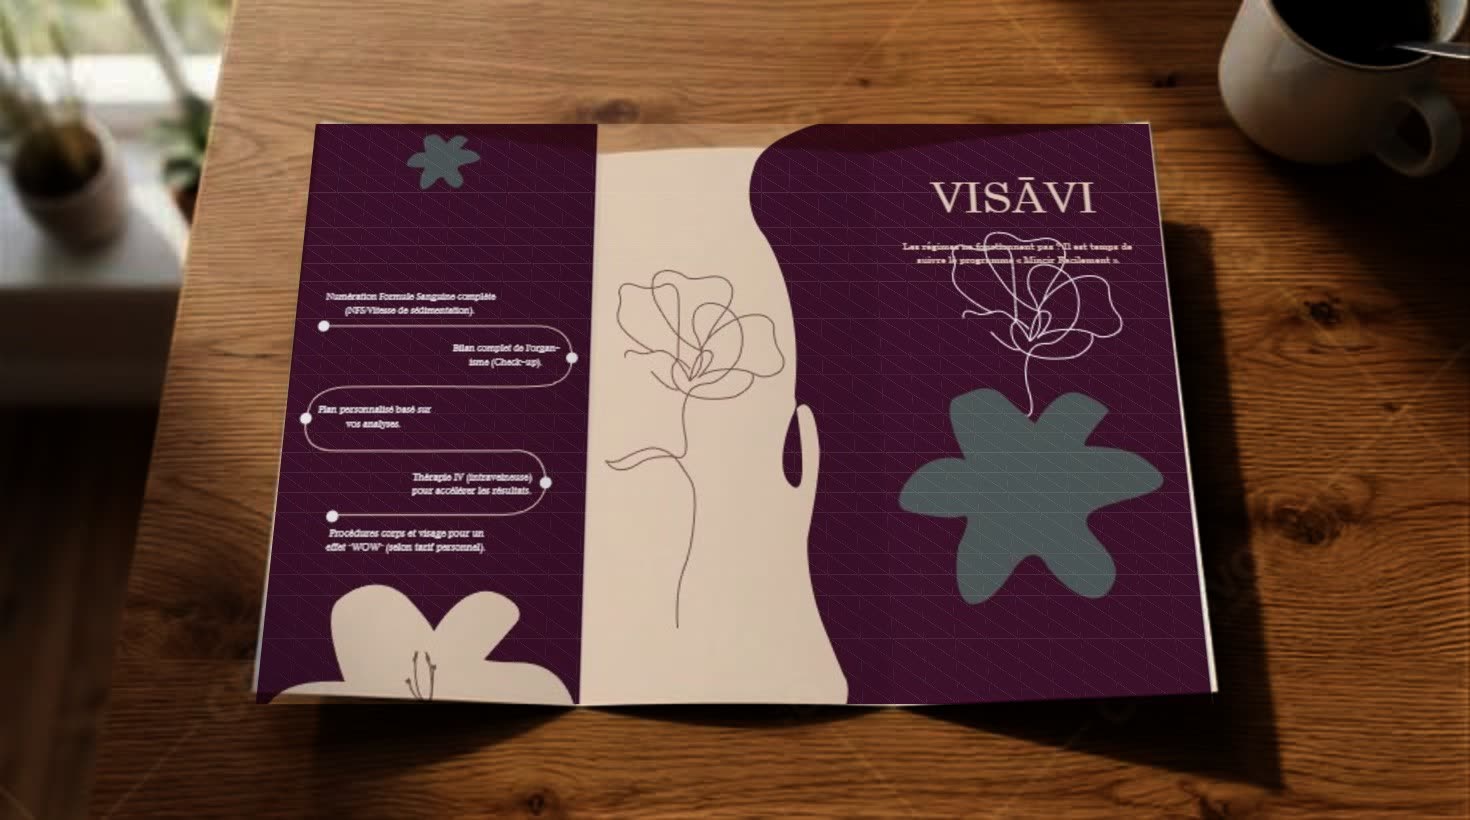 Numération Formule Sanguine complète
(NFS/Vitesse de sédimentation).
Bilan complet de l'organ-
isme (Check-up).
Plan personnalisé basé sur
vos analyses.
Thérapie IV (intraveineuse)
pour accélérer les résultats.
Procédures corps et visage pour un
effet "WOW" (selon tarif personnel).
VISĀVI
Les régimes ne fonctionnent pas ? Il est temps de
suivre le programme « Mincir Facilement ».